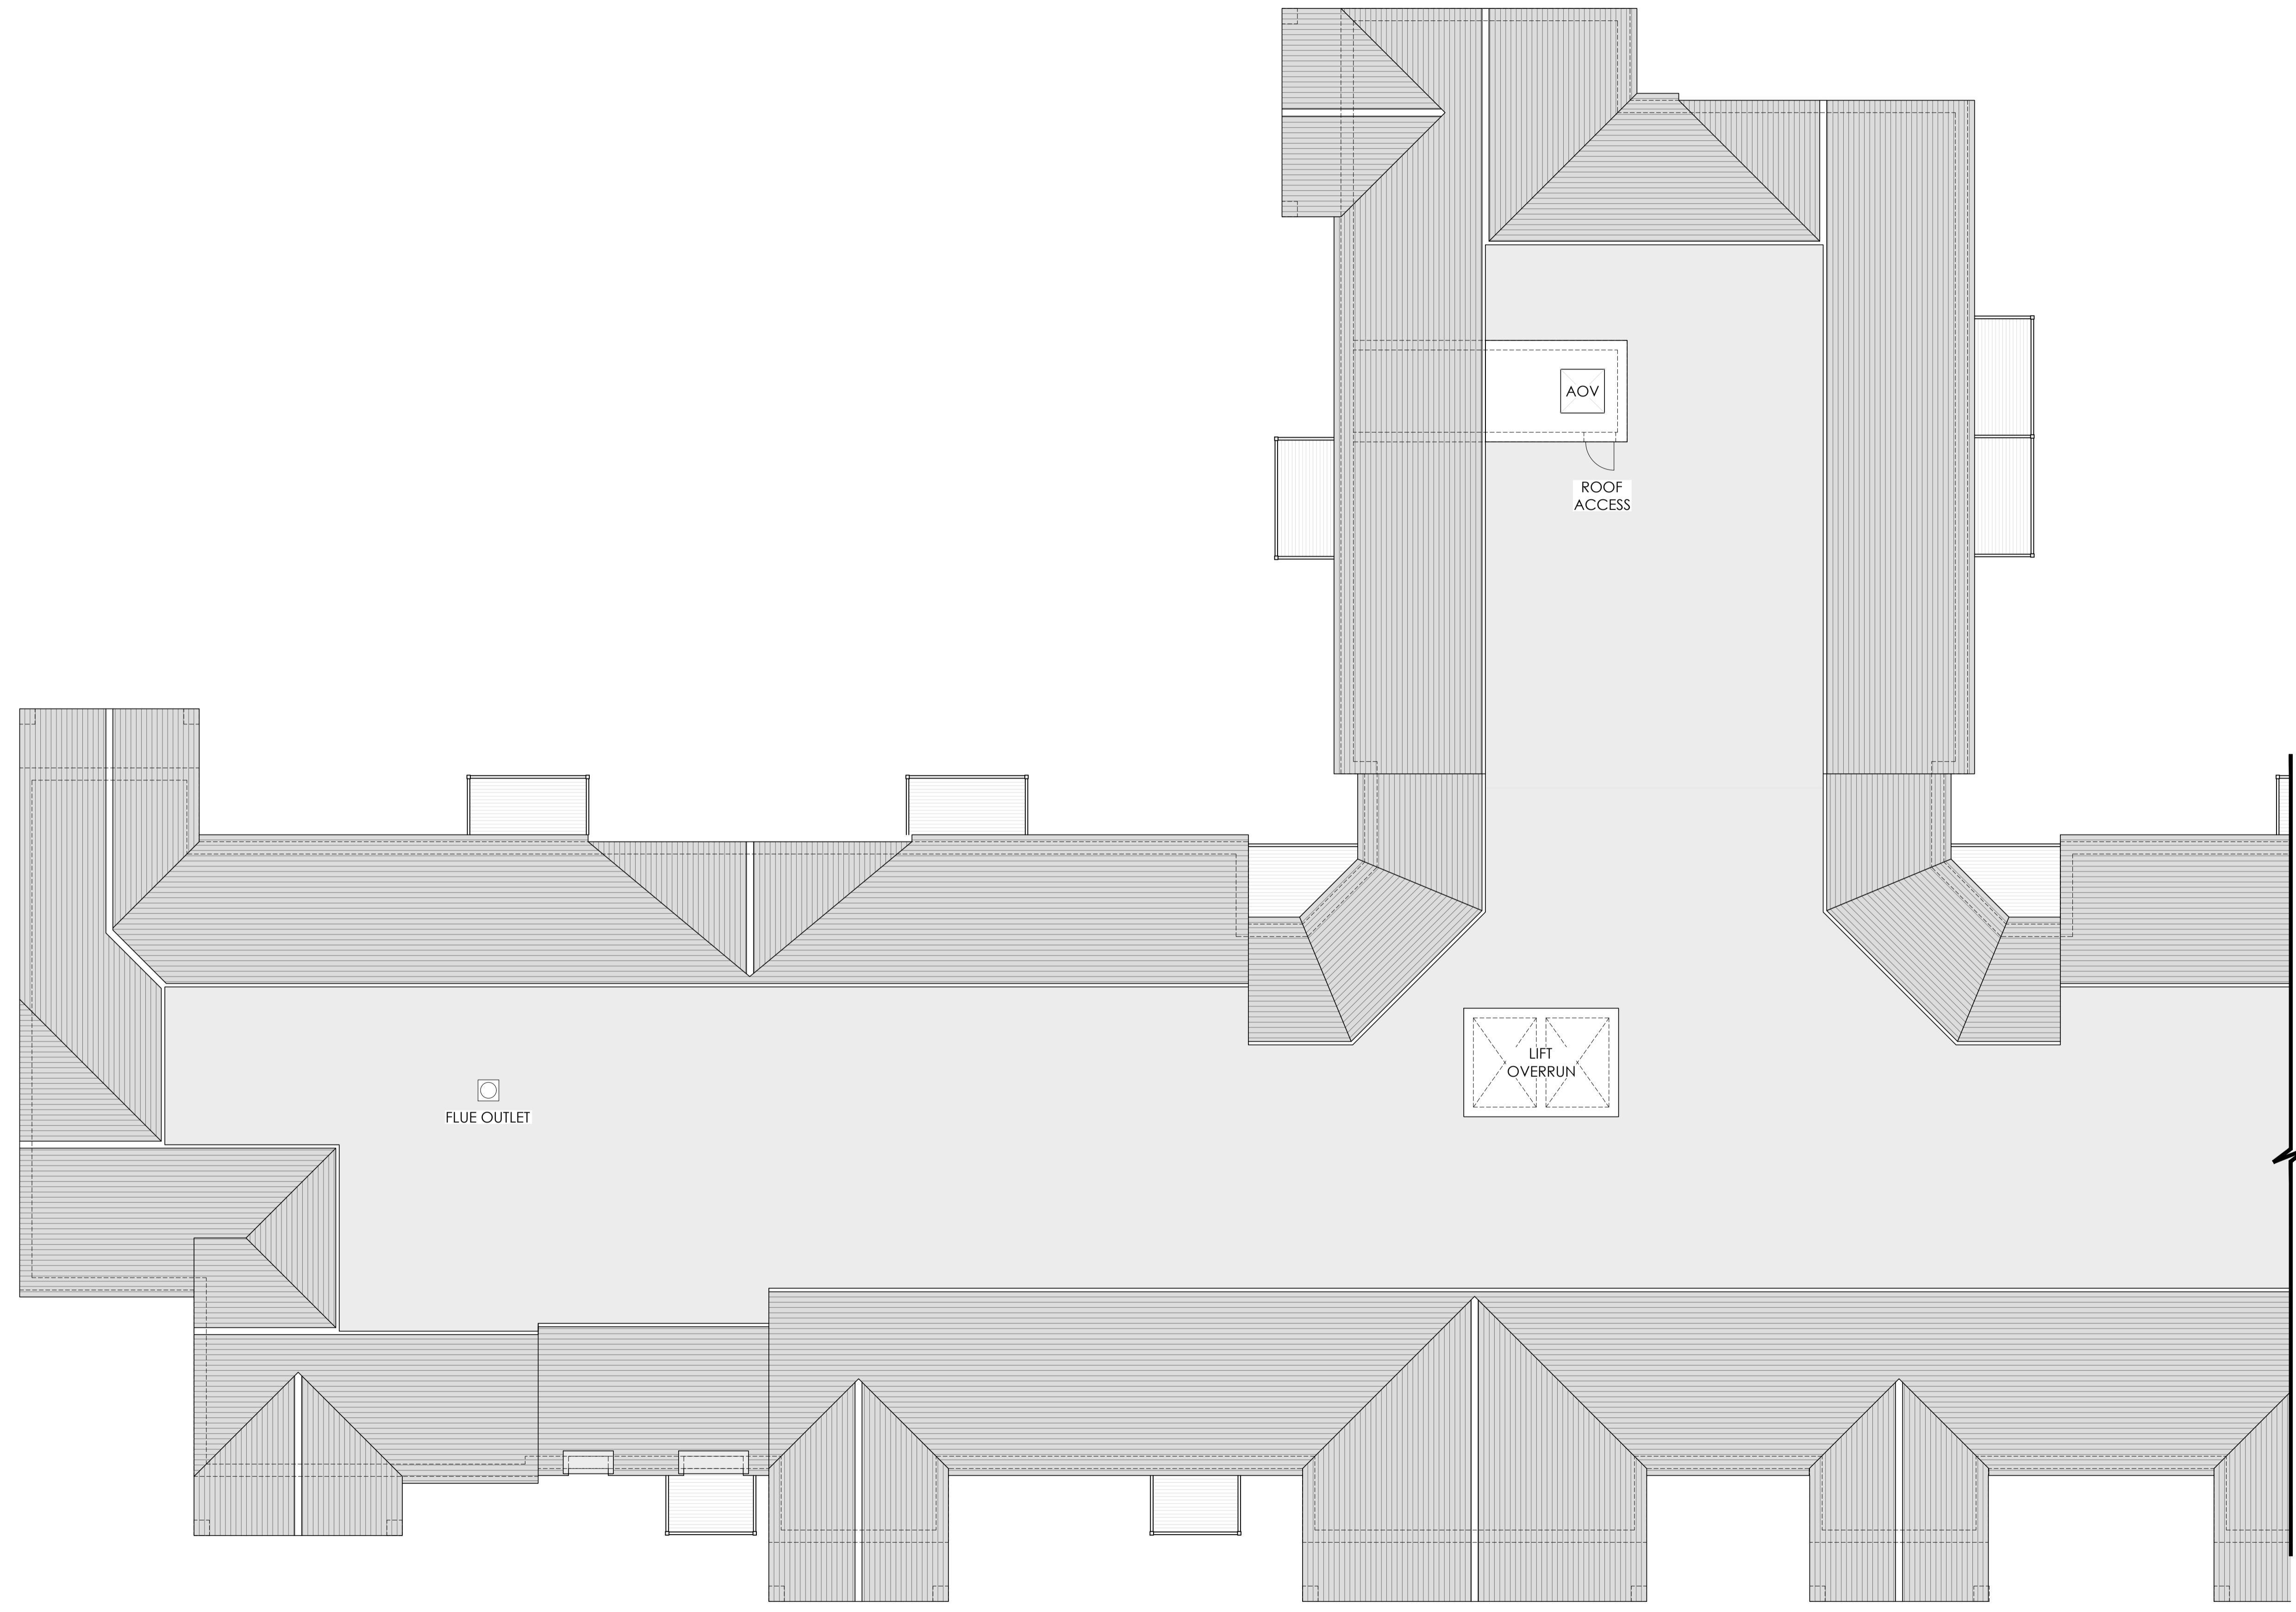 AOV
ROOF
ACCESS
LIFT
OVERRUN
FLUE OUTLET